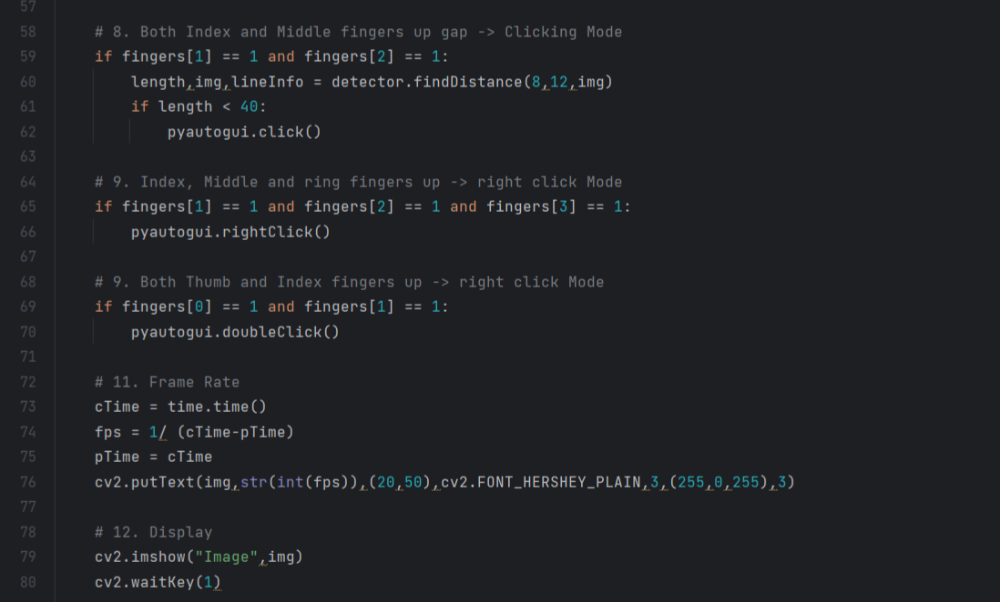 57
58 # 8. Both Index and Middle fingers up gap -> Clicking Mode
59 if fingers[1] == 1 and fingers[2] == 1:
60 length,img,lineInfo = detector.findDistance(8,12,img)
61 if length < 40:
62 pyautogui.click()
63
64 # 9. Index, Middle and ring fingers up -> right click Mode
65 if fingers[1] == 1 and fingers[2] == 1 and fingers[3] == 1:
66 pyautogui.rightClick()
67
68 # 9. Both Thumb and Index fingers up -> right click Mode
69 if fingers[0] == 1 and fingers[1] == 1:
70 pyautogui.doubleClick()
71
72 # 11. Frame Rate
73 cTime = time.time()
74 fps = 1/ (cTime-pTime)
75 pTime = cTime
76 cv2.putText(img,str(int(fps)),(20,50),cv2.FONT_HERSHEY_PLAIN,3,(255,0,255),3)
77
78 # 12. Display
79 cv2.imshow("Image",img)
80 cv2.waitKey(1)